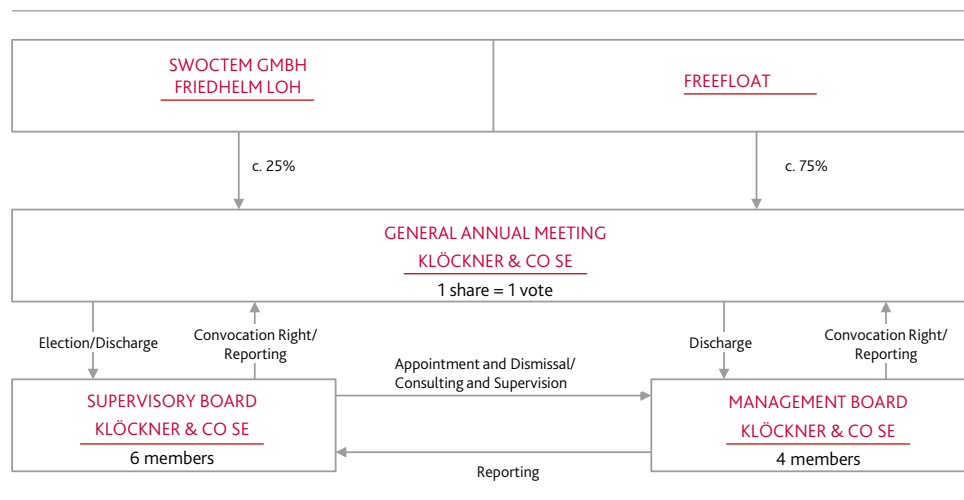 SWOCTEM GMBH
FRIEDHELM LOH
FREEFLOAT
c. 25%
c. 75%
GENERAL ANNUAL MEETING
KLÖCKNER & CO SE
1 share = 1 vote
Election/Discharge
Convocation Right/
Reporting
Appointment and Dismissal/
Consulting and Supervision
Discharge
Convocation Right/
Reporting
SUPERVISORY BOARD
KLÖCKNER & CO SE
6 members
MANAGEMENT BOARD
KLÖCKNER & CO SE
4 members
Reporting